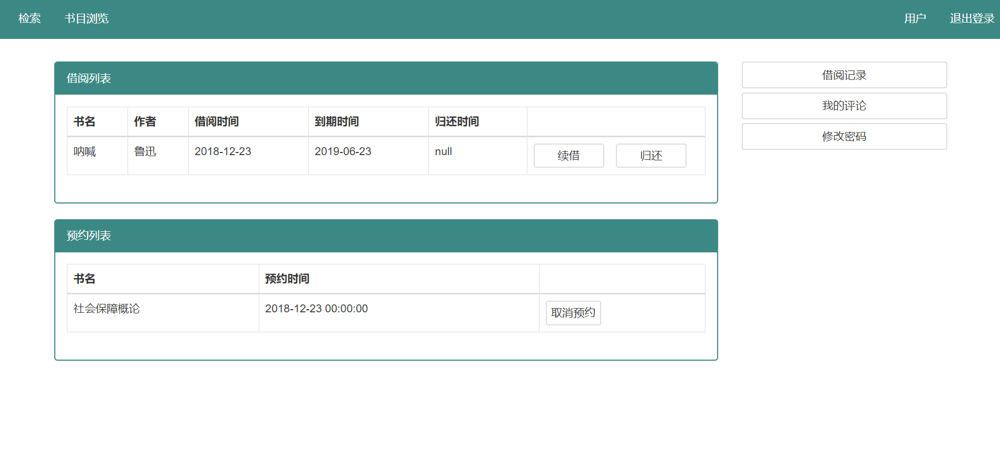 检索 书目浏览 用户 退出登录
借阅列表
书名 作者 借阅时间 到期时间 归还时间
呐喊 鲁迅 2018-12-23 2019-06-23 null 续借 归还
预约列表
书名 预约时间
社会保障概论 2018-12-23 00:00:00 取消预约
借阅记录
我的评论
修改密码